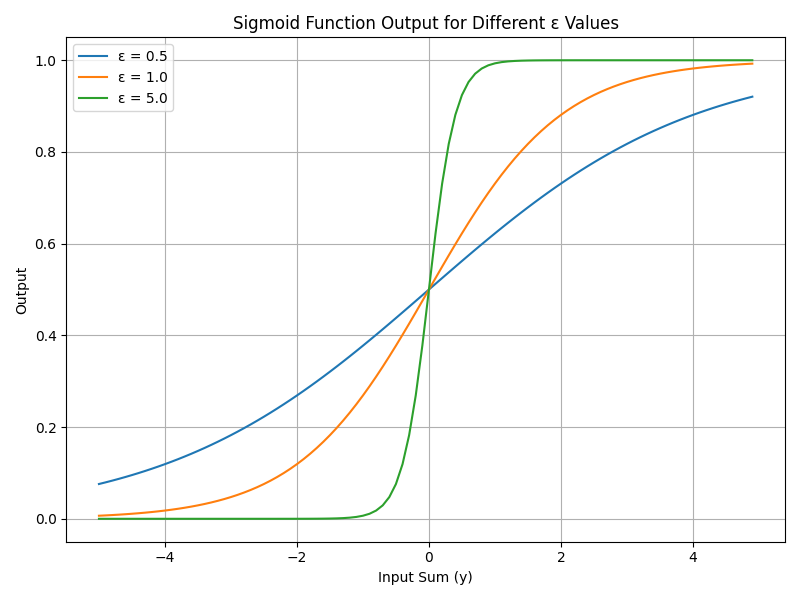 Sigmoid Function Output for Different ε Values
ε = 0.5
ε = 1.0
ε = 5.0
1.0
0.8
0.6
0.4
0.2
0.0
Output
−4
−2
0
2
4
Input Sum (y)